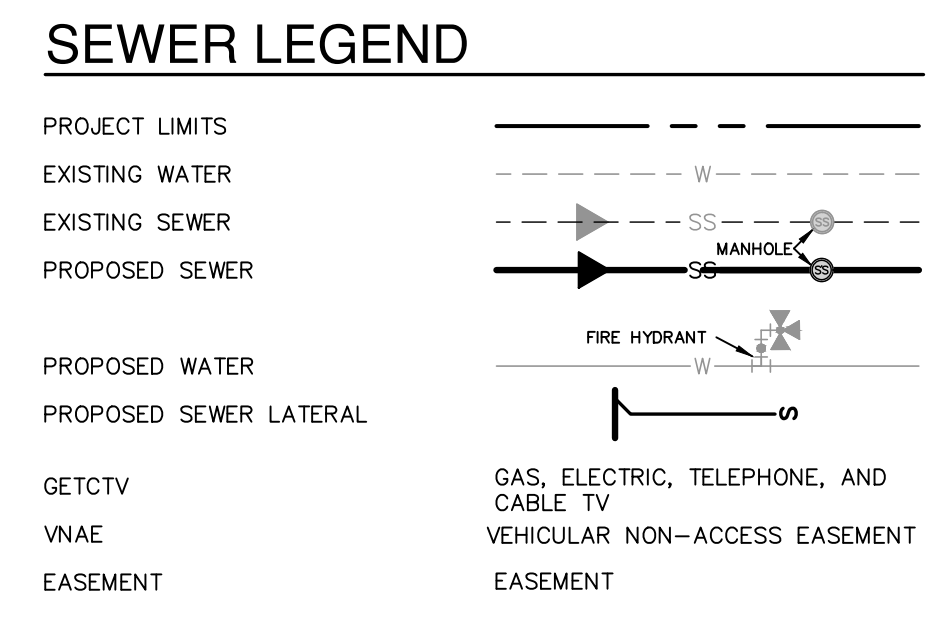 SEWER LEGEND
PROJECT LIMITS
EXISTING WATER W
EXISTING SEWER SS SS
MANHOLE
PROPOSED SEWER SS SS
FIRE HYDRANT
PROPOSED WATER W
PROPOSED SEWER LATERAL S
GETCTV GAS, ELECTRIC, TELEPHONE, AND
CABLE TV
VNAE VEHICULAR NON-ACCESS EASEMENT
EASEMENT EASEMENT